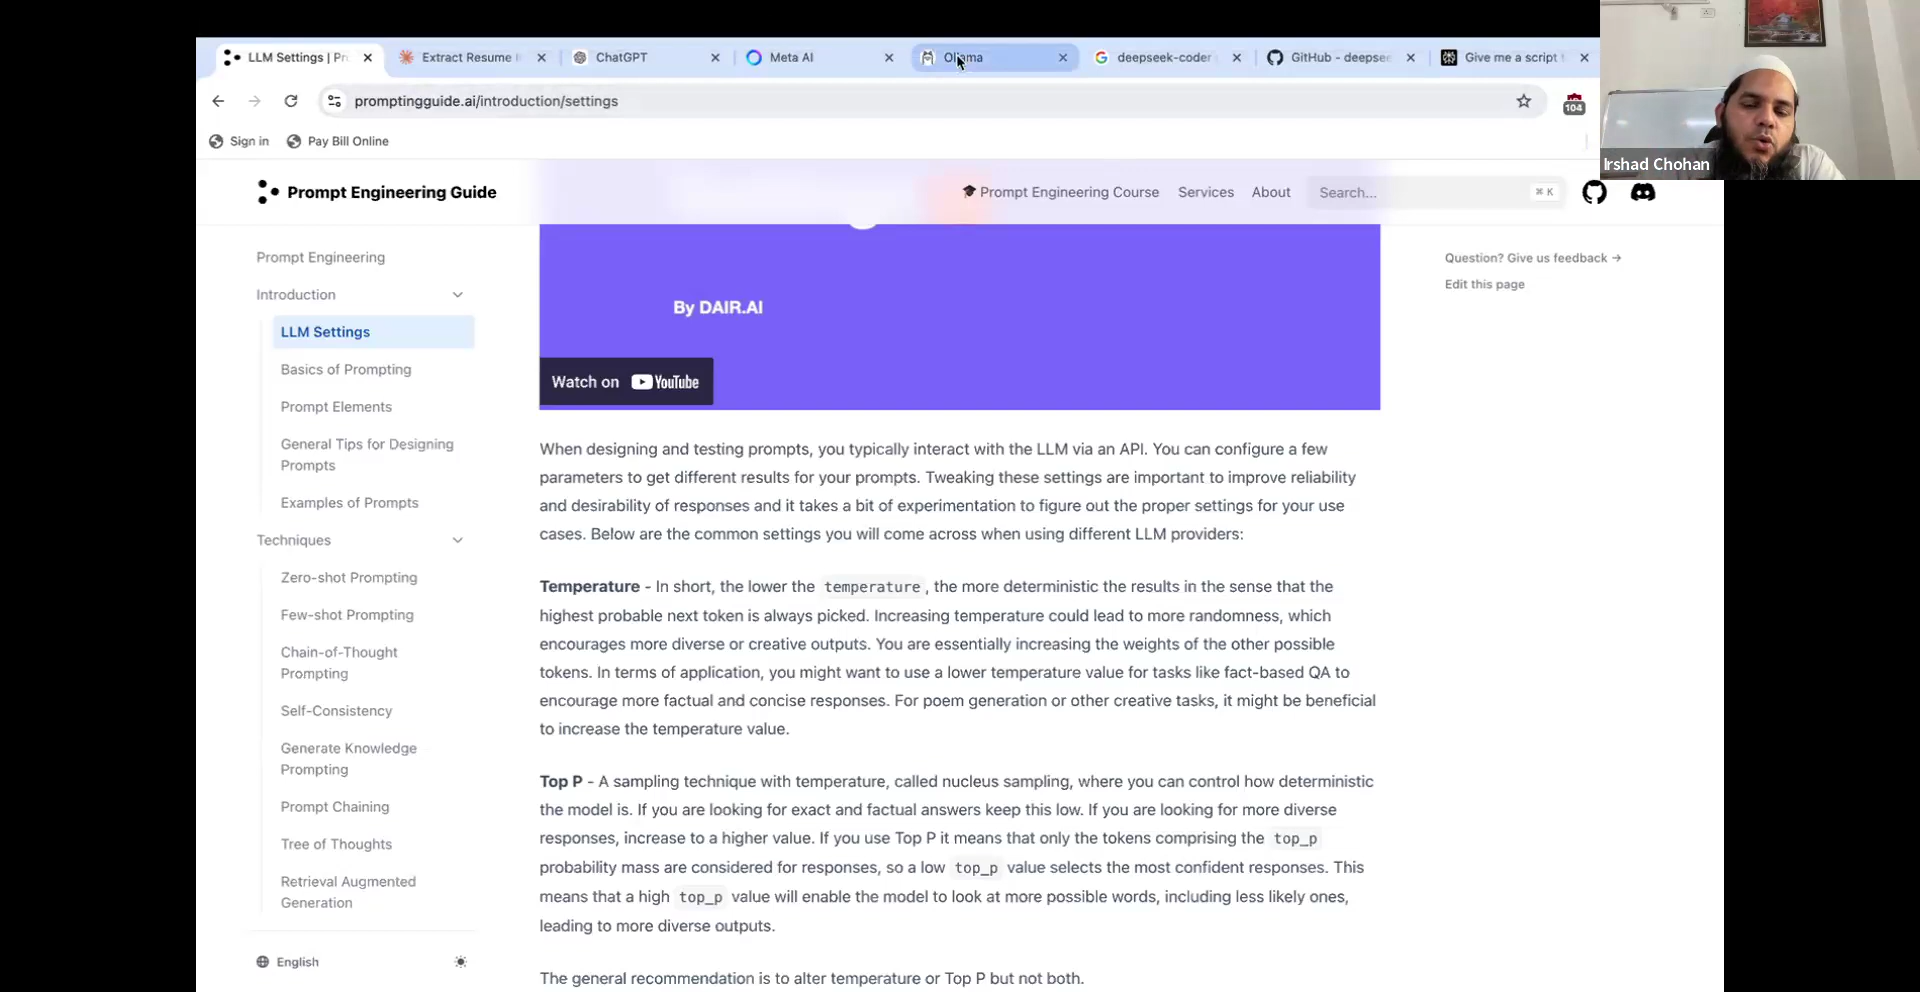 LLM Settings | Pr
Extract Resume I
ChatGPT
Meta AI
Ollama
deepseek-coder
GitHub - deepsee
Give me a script f
promptingguide.ai/introduction/settings
104
Sign in
Pay Bill Online
Irshad Chohan
Prompt Engineering Guide
Prompt Engineering Course
Services
About
Search...
⌘ K
Prompt Engineering
Introduction
LLM Settings
Basics of Prompting
Prompt Elements
General Tips for Designing
Prompts
Examples of Prompts
Techniques
Zero-shot Prompting
Few-shot Prompting
Chain-of-Thought
Prompting
Self-Consistency
Generate Knowledge
Prompting
Prompt Chaining
Tree of Thoughts
Retrieval Augmented
Generation
English
By DAIR.AI
Watch on YouTube
When designing and testing prompts, you typically interact with the LLM via an API. You can configure a few
parameters to get different results for your prompts. Tweaking these settings are important to improve reliability
and desirability of responses and it takes a bit of experimentation to figure out the proper settings for your use
cases. Below are the common settings you will come across when using different LLM providers:
Temperature - In short, the lower the temperature, the more deterministic the results in the sense that the
highest probable next token is always picked. Increasing temperature could lead to more randomness, which
encourages more diverse or creative outputs. You are essentially increasing the weights of the other possible
tokens. In terms of application, you might want to use a lower temperature value for tasks like fact-based QA to
encourage more factual and concise responses. For poem generation or other creative tasks, it might be beneficial
to increase the temperature value.
Top P - A sampling technique with temperature, called nucleus sampling, where you can control how deterministic
the model is. If you are looking for exact and factual answers keep this low. If you are looking for more diverse
responses, increase to a higher value. If you use Top P it means that only the tokens comprising the top_p
probability mass are considered for responses, so a low top_p value selects the most confident responses. This
means that a high top_p value will enable the model to look at more possible words, including less likely ones,
leading to more diverse outputs.
The general recommendation is to alter temperature or Top P but not both.
Question? Give us feedback →
Edit this page